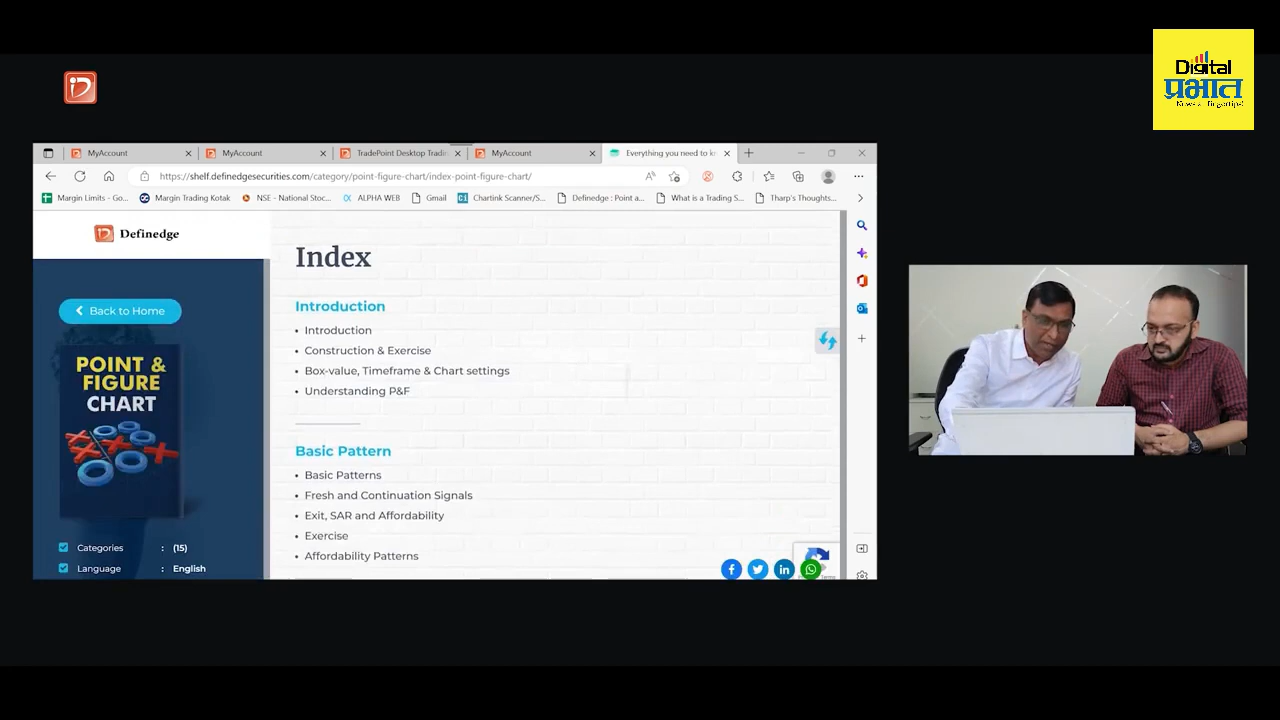 Digital
प्रभात
MyAccount
MyAccount
TradePoint Desktop Tradin
MyAccount
Everything you need to kn
https://shelf.definedgesecurities.com/category/point-figure-chart/index-point-figure-chart/
Margin Limits - Go...
Margin Trading Kotak
NSE - National Stoc...
ALPHA WEB
Gmail
Chartink Scanner/S...
Definedge : Point a...
What is a Trading S...
Tharp's Thoughts...
Definedge
Back to Home
POINT &
FIGURE
CHART
Categories : (15)
Language : English
Index
Introduction
• Introduction
• Construction & Exercise
• Box-value, Timeframe & Chart settings
• Understanding P&F
Basic Pattern
• Basic Patterns
• Fresh and Continuation Signals
• Exit, SAR and Affordability
• Exercise
• Affordability Patterns